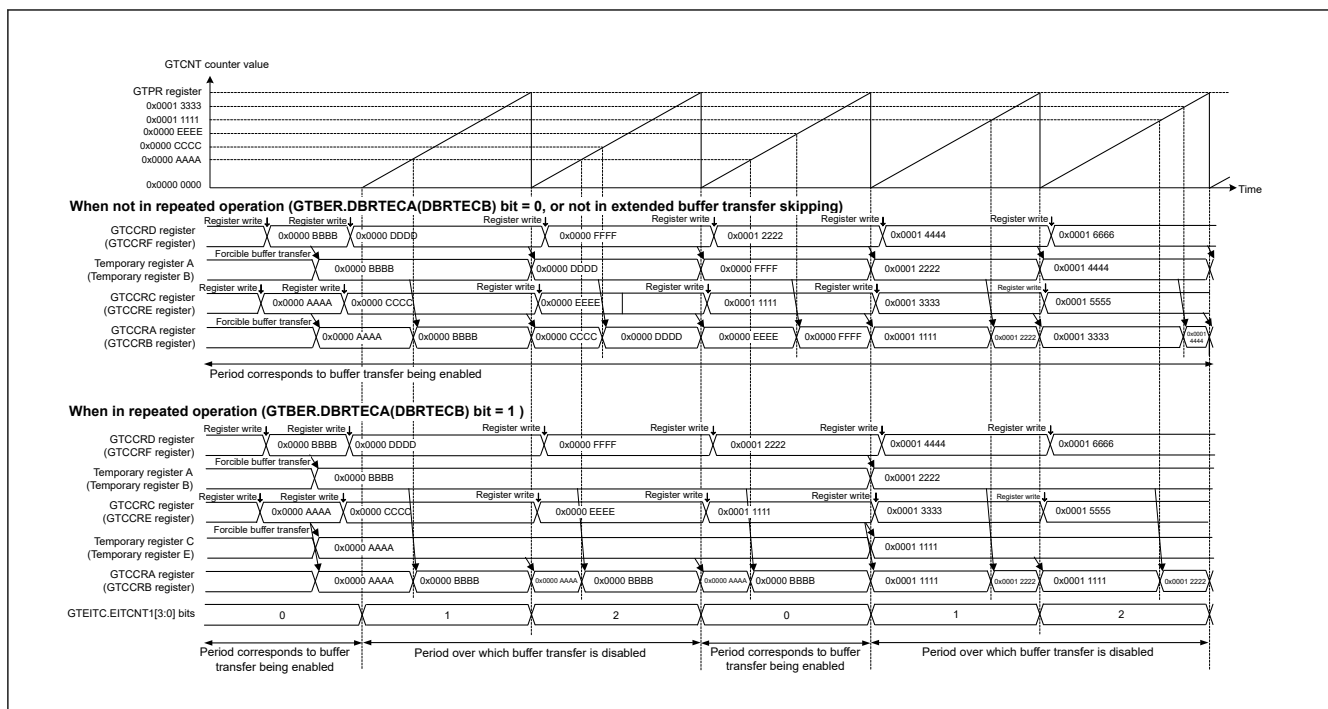 GTCNT counter value
GTPR register
0x0001 3333
0x0001 1111
0x0000 EEEE
0x0000 CCCC
0x0000 AAAA
0x0000 0000
Time
When not in repeated operation (GTBER.DBRTECA(DBRTECB) bit = 0, or not in extended buffer transfer skipping)
Register write Register write Register write Register write Register write Register write
GTCCRD register
(GTCCRF register)
0x0000 BBBB 0x0000 DDDD 0x0000 FFFF 0x0001 2222 0x0001 4444 0x0001 6666
Forcible buffer transfer
Temporary register A
(Temporary register B)
0x0000 BBBB 0x0000 DDDD 0x0000 FFFF 0x0001 2222 0x0001 4444
Register write Register write Register write Register write Register write Register write
GTCCRC register
(GTCCRE register)
0x0000 AAAA 0x0000 CCCC 0x0000 EEEE 0x0001 1111 0x0001 3333 0x0001 5555
Forcible buffer transfer
GTCCRA register
(GTCCRB register)
0x0000 AAAA 0x0000 BBBB 0x0000 CCCC 0x0000 DDDD 0x0000 EEEE 0x0000 FFFF 0x0001 1111 0x0001 2222 0x0001 3333 0x0001 4444
Period corresponds to buffer transfer being enabled
When in repeated operation (GTBER.DBRTECA(DBRTECB) bit = 1 )
Register write Register write Register write Register write Register write Register write
GTCCRD register
(GTCCRF register)
0x0000 BBBB 0x0000 DDDD 0x0000 FFFF 0x0001 2222 0x0001 4444 0x0001 6666
Forcible buffer transfer
Temporary register A
(Temporary register B)
0x0000 BBBB 0x0001 2222
Register write Register write Register write Register write Register write Register write
GTCCRC register
(GTCCRE register)
0x0000 AAAA 0x0000 CCCC 0x0000 EEEE 0x0001 1111 0x0001 3333 0x0001 5555
Forcible buffer transfer
Temporary register C
(Temporary register E)
0x0000 AAAA 0x0001 1111
GTCCRA register
(GTCCRB register)
0x0000 AAAA 0x0000 BBBB 0x0000 AAAA 0x0000 BBBB 0x0000 AAAA 0x0000 BBBB 0x0001 1111 0x0001 2222 0x0001 1111 0x0001 2222
GTEITC.EITCNT1[3:0] bits 0 1 2 0 1 2
Period corresponds to buffer transfer being enabled
Period over which buffer transfer is disabled
Period corresponds to buffer transfer being enabled
Period over which buffer transfer is disabled